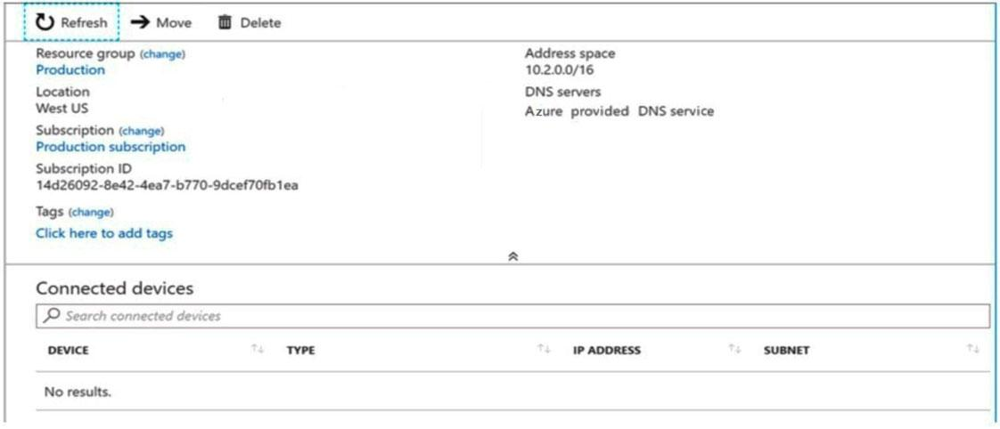 Refresh Move Delete
Resource group (change)
Production
Location
West US
Subscription (change)
Production subscription
Subscription ID
14d26092-8e42-4ea7-b770-9dcef70fb1ea
Tags (change)
Click here to add tags
Address space
10.2.0.0/16
DNS servers
Azure provided DNS service
Connected devices
Search connected devices
DEVICE TYPE IP ADDRESS SUBNET
No results.